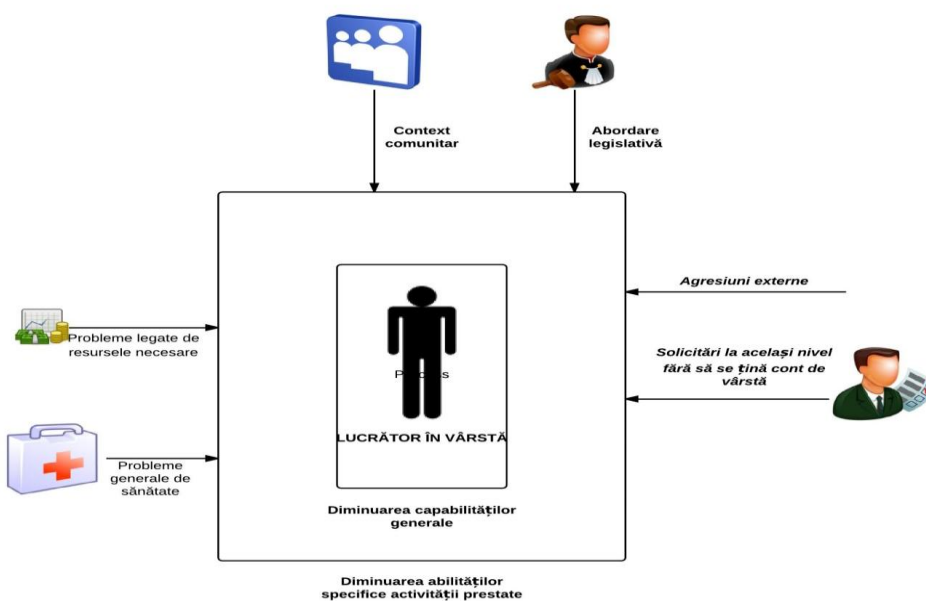 Context
comunitar
Abordare
legislativă
Agresiuni externe
Probleme legate de
resursele necesare
Solicitări la același nivel
fără să se țină cont de
vârstă
LUCRĂTOR ÎN VÂRSTĂ
Probleme
generale de
sănătate
Diminuarea capabilităților
generale
Diminuarea abilităților
specifice activității prestate